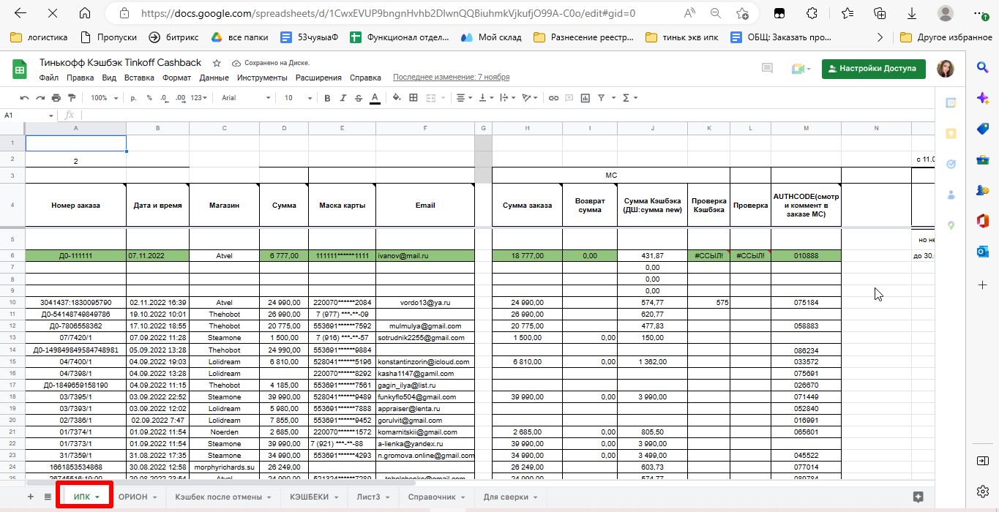 https://docs.google.com/spreadsheets/d/1CwxEVUP9bngnHvhb2DlwnQQBiuhmkVjkufjO99A-C0o/edit#gid=0
логистика Пропуски битрикс все папки 53чуяыаФ Функционал отдел... Мой склад Разнесение реестр... тиньк экв ипк ОБЩ: Заказать про... Другое избранное
Тинькофф Кэшбэк Tinkoff Cashback Сохранено на Диске.
Файл Правка Вид Вставка Формат Данные Инструменты Расширения Справка Последнее изменение: 7 ноября
Настройки Доступа
100% р. % .0 .00 123 Arial 10 B I S A
A1 fx
A B C D E F G H I J K L M N
1
2 2 с 11.0
3 МС
4 Номер заказа Дата и время Магазин Сумма Маска карты Email Сумма заказа Возврат сумма Сумма Кэшбека (ДШ:сумма new) Проверка Кэшбека Проверка AUTHCODE(смотри коммент в заказе МС)
5 но не
6 Д0-111111 07.11.2022 Atvel 6 777,00 111111******1111 ivanov@mail.ru 18 777,00 0,00 431,87 #ССЫЛ! #ССЫЛ! 010888 до 30.
7 0,00
8 0,00
9 0,00
10 3041437:1830095790 02.11.2022 16:39 Atvel 24 990,00 220070******2084 vordo13@ya.ru 24 990,00 574,77 575 075184
11 Д0-54148749849786 19.10.2022 10:01 Thehobot 26 990,00 7 (977) ***-**-09 26 990,00 620,77
12 Д0-7806558362 17.10.2022 18:55 Thehobot 20 775,00 553691******7592 mulmulya@gmail.com 20 775,00 477,83 058883
13 07/7420/1 07.09.2022 11:28 Steamone 1 500,00 7 (916) ***-**-57 sotrudnik2255@gmail.com 1 500,00 0,00 150,00
14 Д0-149849849584748981 05.09.2022 13:28 Thehobot 24 990,00 553691******9884 086234
15 04/7400/1 04.09.2022 19:03 Lolidream 6 810,00 528041******5196 konstantinzorin@icloud.com 6 810,00 0,00 1 362,00 033572
16 04/7398/1 04.09.2022 13:28 Lolidream 220070******8292 kasha1147@gamil.com 075691
17 Д0-1849659158190 04.09.2022 11:15 Thehobot 4 185,00 553691******7561 gagin_ilya@list.ru 026670
18 03/7395/1 03.09.2022 22:52 Steamone 39 990,00 528041******9489 funkyflo504@gmail.com 39 990,00 0,00 3 990,00 071449
19 03/7393/1 03.09.2022 12:02 Lolidream 5 980,00 553691******7888 appraiser@lenta.ru 052840
20 02/7386/1 02.09.2022 7:47 Lolidream 7 855,00 553691******9452 gorulvit@gmail.com 016991
21 01/7374/1 01.09.2022 11:54 Noerden 2 685,00 220070******1572 komarnitskii@gmail.com 2 685,00 0,00 805,50 065601
22 01/7373/1 01.09.2022 11:54 Steamone 39 990,00 7 (921) ***-**-88 a-lienka@yandex.ru 39 990,00 0,00 3 990,00
23 31/7359/1 31.08.2022 17:35 Steamone 34 990,00 553691******4293 n.gromova.online@gmail.com 34 990,00 0,00 3 499,00 045522
24 1661853534868 30.08.2022 12:58 morphyrichards.su 26 249,00 26 249,00 603,73 077014
ИПК ОРИОН Кэшбек после отмены КЭШБЕКИ Лист3 Справочник Для сверки